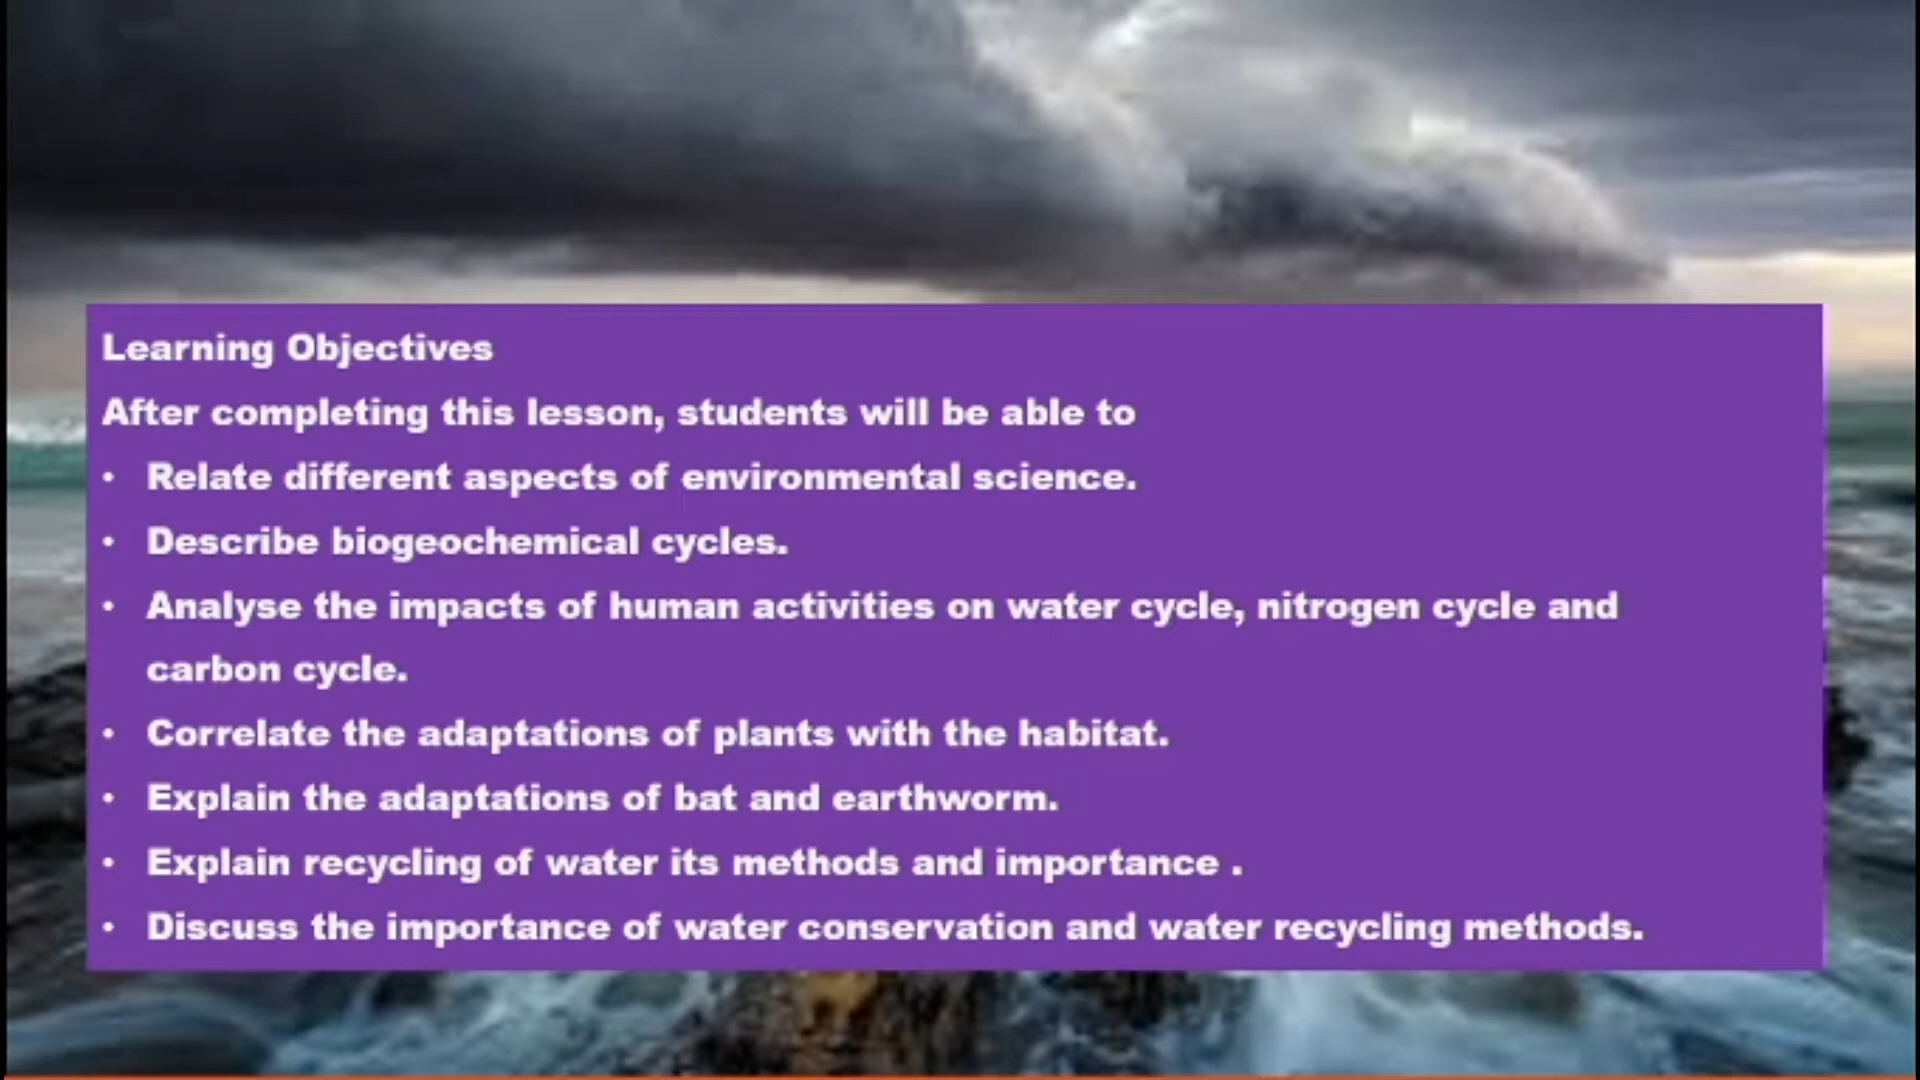 Learning Objectives
After completing this lesson, students will be able to
• Relate different aspects of environmental science.
• Describe biogeochemical cycles.
• Analyse the impacts of human activities on water cycle, nitrogen cycle and
carbon cycle.
• Correlate the adaptations of plants with the habitat.
• Explain the adaptations of bat and earthworm.
• Explain recycling of water its methods and importance .
• Discuss the importance of water conservation and water recycling methods.